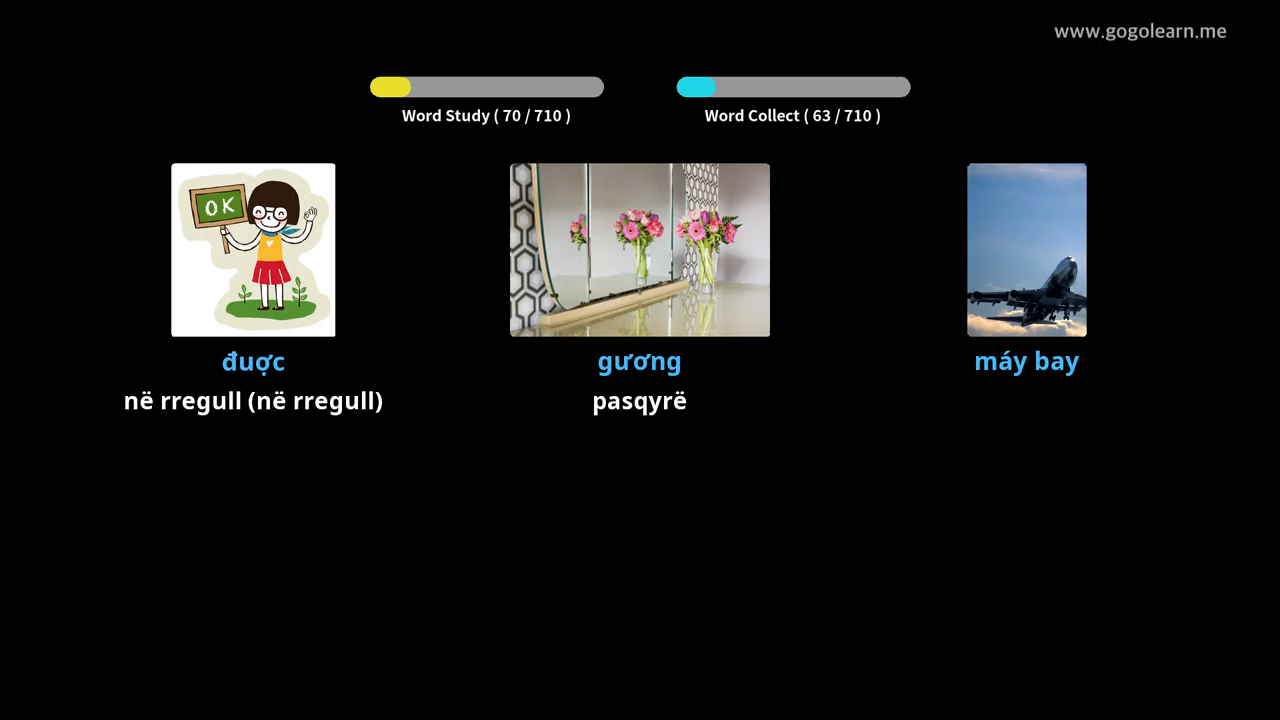 www.gogolearn.me
Word Study ( 70 / 710 )
Word Collect ( 63 / 710 )
OK
đuợc
gương
máy bay
në rregull (në rregull)
pasqyrë